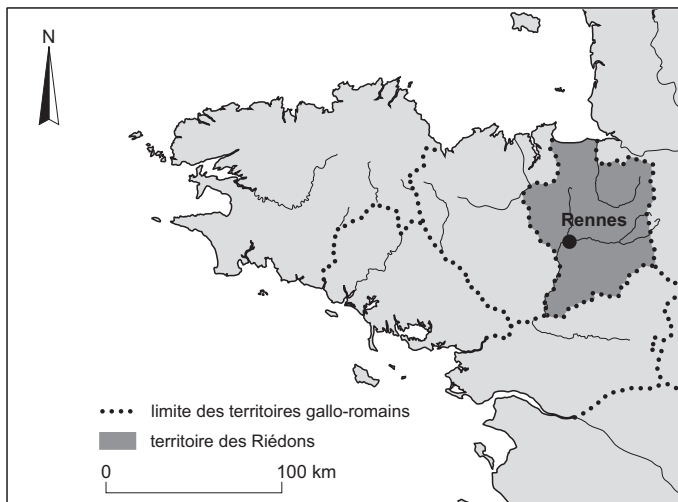 N
Rennes
limite des territoires gallo-romains
territoire des Riédons
0 100 km